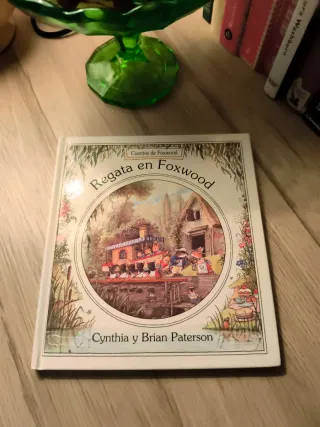 Cuentos de Foxwood
Regata en Foxwood
Cynthia y Brian Paterson